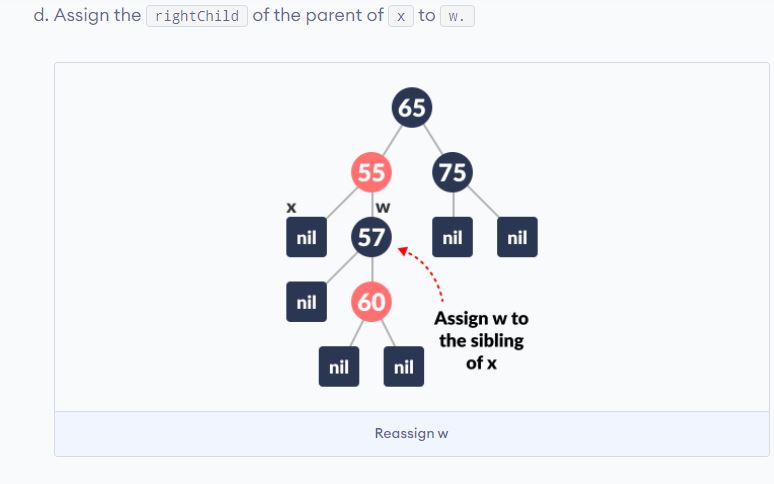 d. Assign the rightChild of the parent of x to w.
65
55 75
x w
nil 57 nil nil
nil 60
Assign w to
the sibling
of x
nil nil
Reassign w